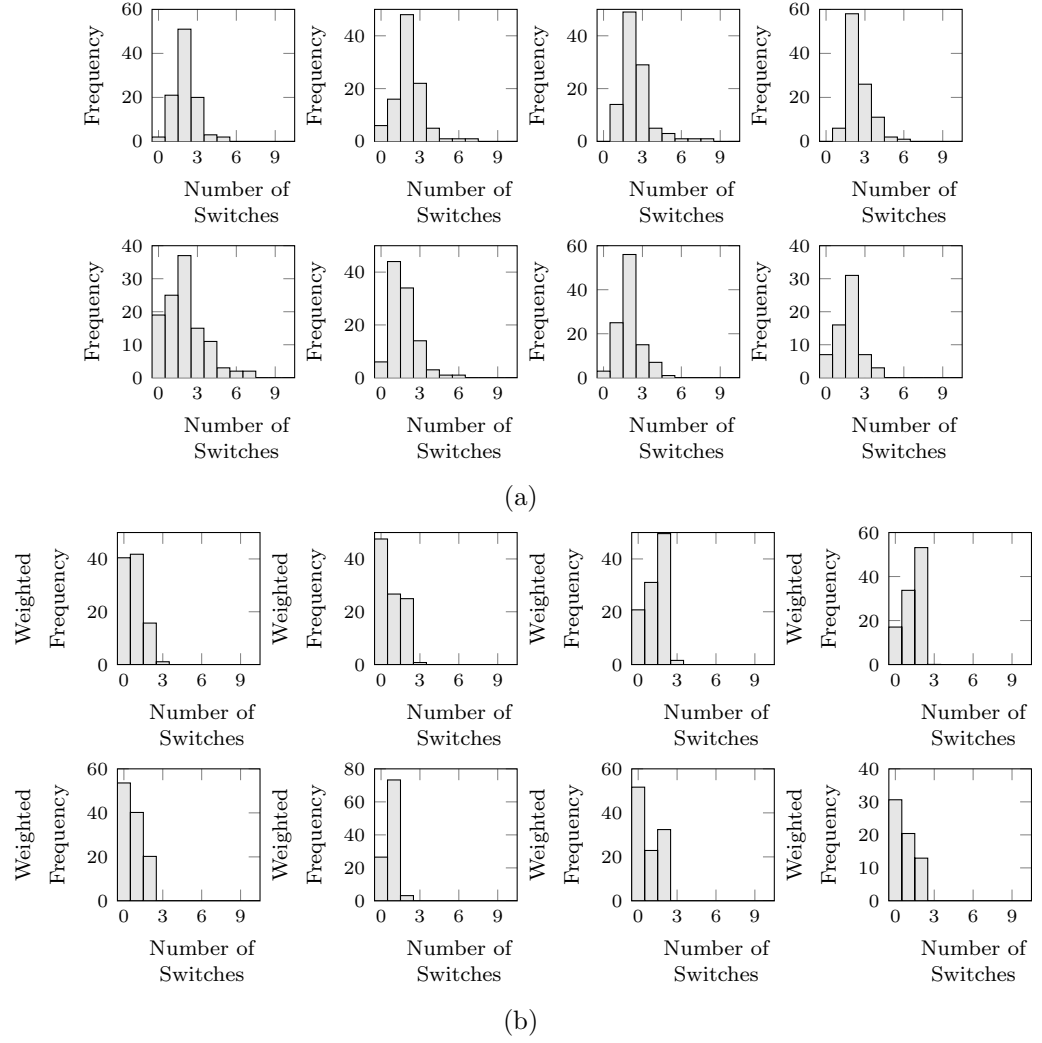 60
40
20
0
0 3 6 9
Frequency
Number of
Switches
40
20
0
0 3 6 9
Frequency
Number of
Switches
40
20
0
0 3 6 9
Frequency
Number of
Switches
60
40
20
0
0 3 6 9
Frequency
Number of
Switches
40
30
20
10
0
0 3 6 9
Frequency
Number of
Switches
40
20
0
0 3 6 9
Frequency
Number of
Switches
60
40
20
0
0 3 6 9
Frequency
Number of
Switches
40
30
20
10
0
0 3 6 9
Frequency
Number of
Switches
(a)
40
20
0
0 3 6 9
Weighted
Frequency
Number of
Switches
40
20
0
0 3 6 9
Weighted
Frequency
Number of
Switches
40
20
0
0 3 6 9
Weighted
Frequency
Number of
Switches
60
40
20
0
0 3 6 9
Weighted
Frequency
Number of
Switches
60
40
20
0
0 3 6 9
Weighted
Frequency
Number of
Switches
80
60
40
20
0
0 3 6 9
Weighted
Frequency
Number of
Switches
60
40
20
0
0 3 6 9
Weighted
Frequency
Number of
Switches
40
30
20
10
0
0 3 6 9
Weighted
Frequency
Number of
Switches
(b)